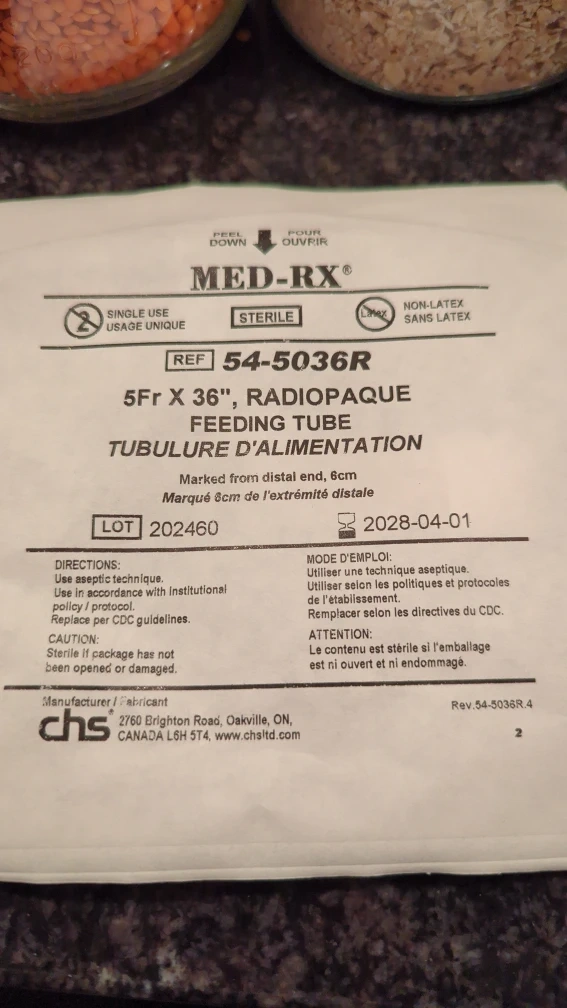 PEEL DOWN POUR OUVRIR
MED-RX®
2 SINGLE USE USAGE UNIQUE
STERILE
Latex NON-LATEX SANS LATEX
REF 54-5036R
5Fr X 36", RADIOPAQUE
FEEDING TUBE
TUBULURE D'ALIMENTATION
Marked from distal end, 6cm
Marqué 6cm de l'extrémité distale
LOT 202460
2028-04-01
DIRECTIONS:
Use aseptic technique.
Use in accordance with institutional
policy / protocol.
Replace per CDC guidelines.
CAUTION:
Sterile if package has not
been opened or damaged.
MODE D'EMPLOI:
Utiliser une technique aseptique.
Utiliser selon les politiques et protocoles
de l'établissement.
Remplacer selon les directives du CDC.
ATTENTION:
Le contenu est stérile si l'emballage
est ni ouvert et ni endommagé.
Manufacturer / Fabricant
chs
2760 Brighton Road, Oakville, ON,
CANADA L6H 5T4, www.chsltd.com
Rev.54-5036R.4
2